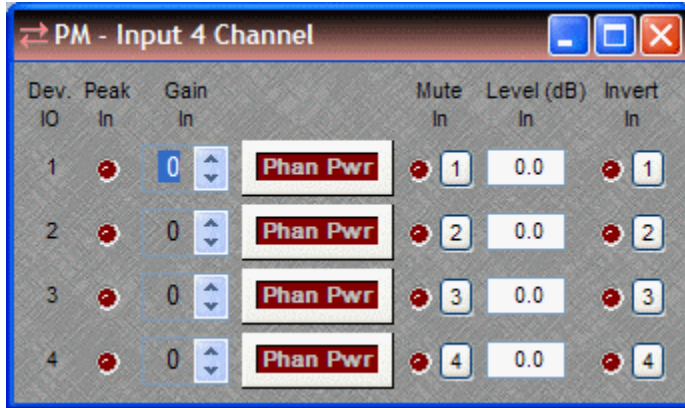 PM - Input 4 Channel
Dev. Peak Gain Mute Level (dB) Invert
IO In In In In In
1 0 Phan Pwr 1 0.0 1
2 0 Phan Pwr 2 0.0 2
3 0 Phan Pwr 3 0.0 3
4 0 Phan Pwr 4 0.0 4